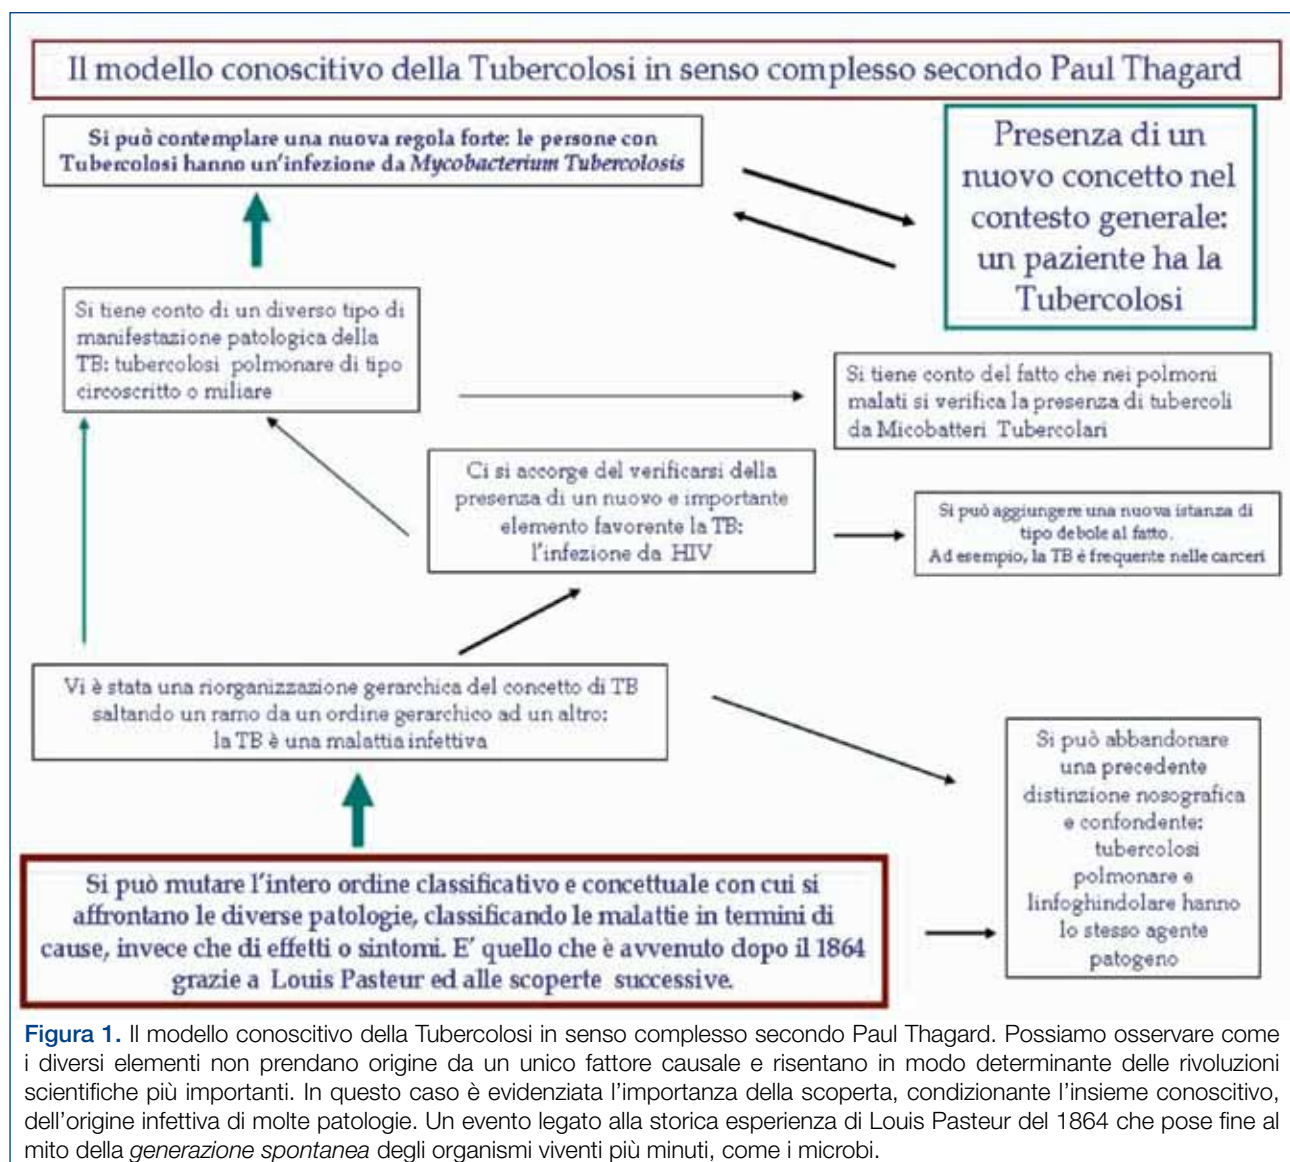 Il modello conoscitivo della Tubercolosi in senso complesso secondo Paul Thagard
Si può contemplare una nuova regola forte: le persone con
Tubercolosi hanno un'infezione da Mycobacterium Tubercolosis
Presenza di un
nuovo concetto nel
contesto generale:
un paziente ha la
Tubercolosi
Si tiene conto di un diverso tipo di
manifestazione patologica della
TB: tubercolosi polmonare di tipo
circoscritto o miliare
Si tiene conto del fatto che nei polmoni
malati si verifica la presenza di tubercoli
da Micobatteri Tubercolari
Ci si accorge del verificarsi della
presenza di un nuovo e importante
elemento favorente la TB:
l'infezione da HIV
Si può aggiungere una nuova istanza di
tipo debole al fatto.
Ad esempio, la TB è frequente nelle carceri
Vi è stata una riorganizzazione gerarchica del concetto di TB
saltando un ramo da un ordine gerarchico ad un altro:
la TB è una malattia infettiva
Si può abbandonare
una precedente
distinzione nosografica
e confondente:
tubercolosi
polmonare e
linfoghindolare hanno
lo stesso agente
patogeno
Si può mutare l'intero ordine classificativo e concettuale con cui si
affrontano le diverse patologie, classificando le malattie in termini di
cause, invece che di effetti o sintomi. E' quello che è avvenuto dopo il 1864
grazie a Louis Pasteur ed alle scoperte successive.
Figura 1. Il modello conoscitivo della Tubercolosi in senso complesso secondo Paul Thagard. Possiamo osservare come
i diversi elementi non prendano origine da un unico fattore causale e risentano in modo determinante delle rivoluzioni
scientifiche più importanti. In questo caso è evidenziata l'importanza della scoperta, condizionante l'insieme conoscitivo,
dell'origine infettiva di molte patologie. Un evento legato alla storica esperienza di Louis Pasteur del 1864 che pose fine al
mito della generazione spontanea degli organismi viventi più minuti, come i microbi.